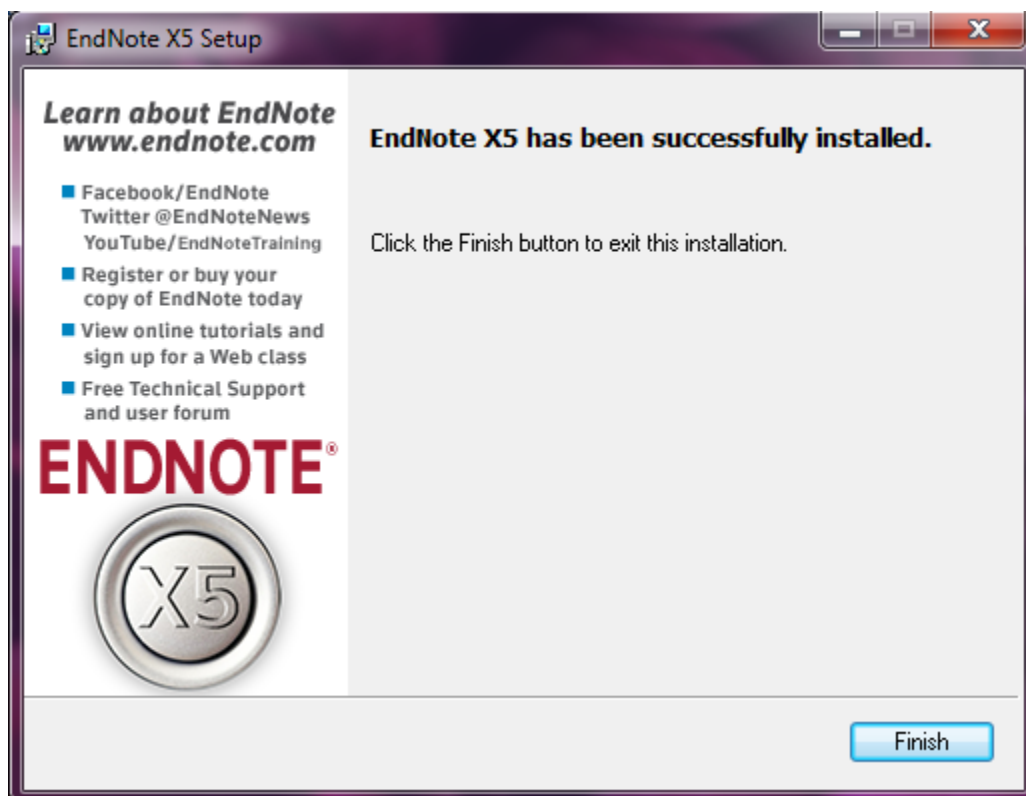 EndNote X5 Setup
Learn about EndNote
www.endnote.com
Facebook/EndNote
Twitter @EndNoteNews
YouTube/EndNoteTraining
Register or buy your
copy of EndNote today
View online tutorials and
sign up for a Web class
Free Technical Support
and user forum
ENDNOTE®
X5
EndNote X5 has been successfully installed.
Click the Finish button to exit this installation.
Finish